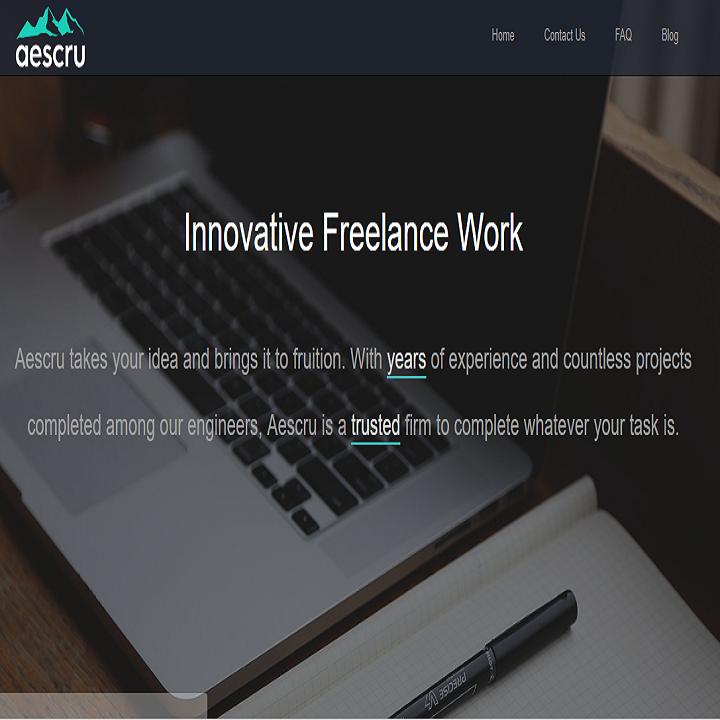 aescru
Home Contact Us FAQ Blog
Innovative Freelance Work
Aescru takes your idea and brings it to fruition. With years of experience and countless projects
completed among our engineers, Aescru is a trusted firm to complete whatever your task is.
PRECISE V7